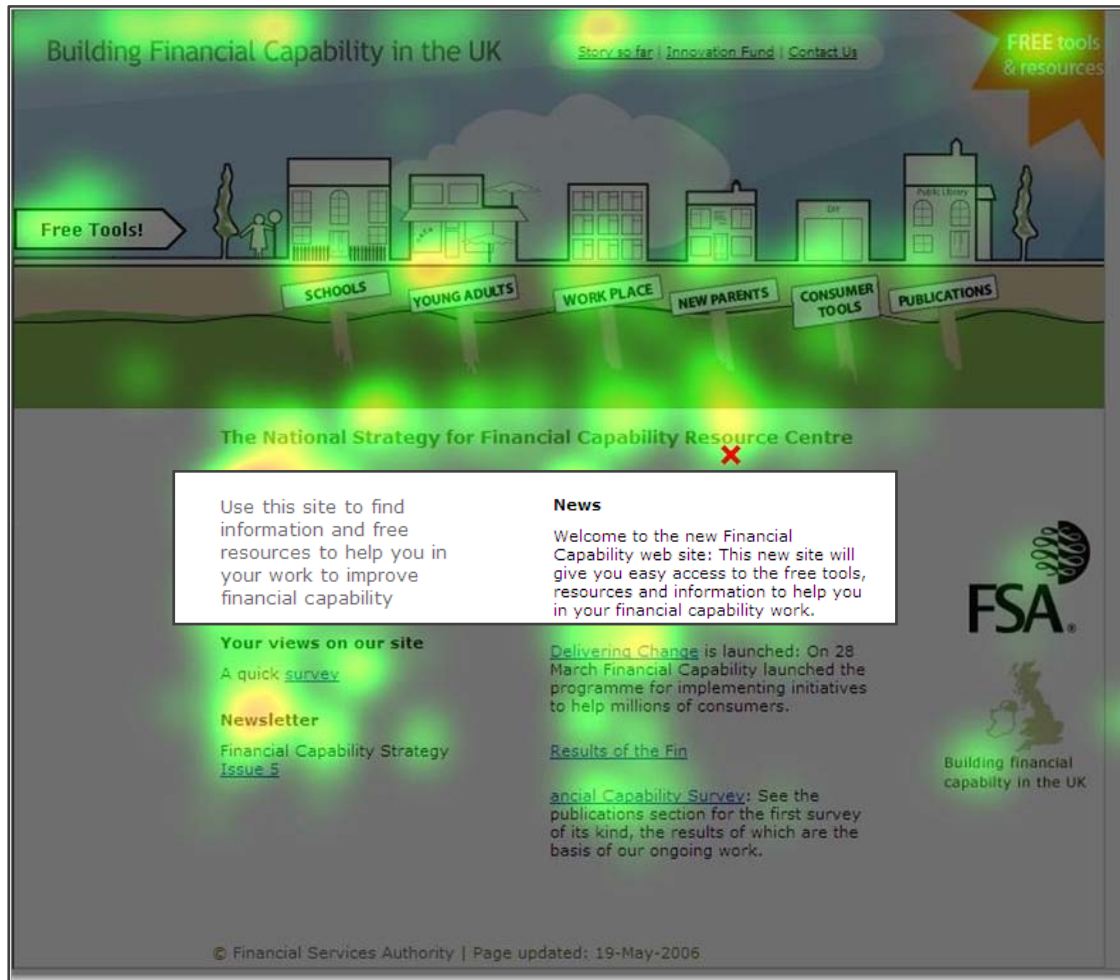 Building Financial Capability in the UK
Story so far | Innovation Fund | Contact Us
FREE tools
& resources
Public Library
DIY
Free Tools!
SCHOOLS
YOUNG ADULTS
WORK PLACE
NEW PARENTS
CONSUMER
TOOLS
PUBLICATIONS
The National Strategy for Financial Capability Resource Centre
Use this site to find
information and free
resources to help you in
your work to improve
financial capability
Your views on our site
A quick survey
Newsletter
Financial Capability Strategy
Issue 5
News
Welcome to the new Financial
Capability web site: This new site will
give you easy access to the free tools,
resources and information to help you
in your financial capability work.
Delivering Change is launched: On 28
March Financial Capability launched the
programme for implementing initiatives
to help millions of consumers.
Results of the Fin
ancial Capability Survey: See the
publications section for the first survey
of its kind, the results of which are the
basis of our ongoing work.
FSA
Building financial
capabilty in the UK
© Financial Services Authority | Page updated: 19-May-2006